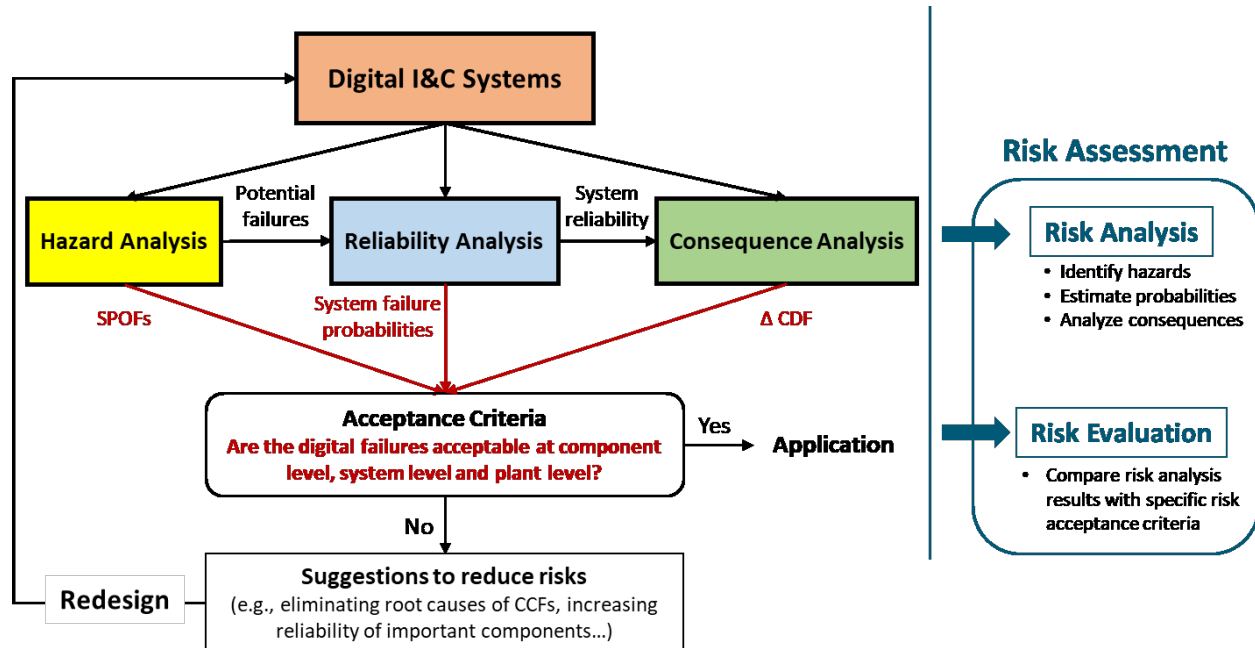 Digital I&C Systems
Risk Assessment
Potential
failures
System
reliability
Hazard Analysis
Reliability Analysis
Consequence Analysis
Risk Analysis
• Identify hazards
• Estimate probabilities
• Analyze consequences
SPOFs
System failure
probabilities
Δ CDF
Acceptance Criteria
Are the digital failures acceptable at component
level, system level and plant level?
Yes
Application
Risk Evaluation
• Compare risk analysis
results with specific risk
acceptance criteria
No
Suggestions to reduce risks
(e.g., eliminating root causes of CCFs, increasing
reliability of important components…)
Redesign